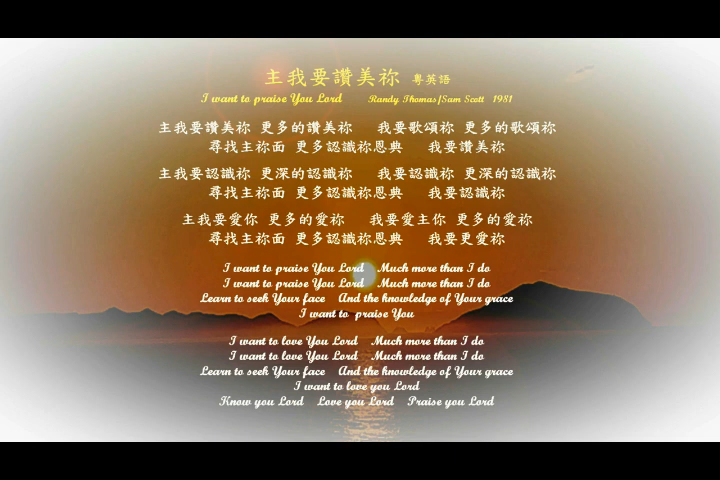 主我要讚美祢 粵英語
I want to praise You Lord Randy Thomas/Sam Scott 1981
主我要讚美祢 更多的讚美祢 我要歌頌祢 更多的歌頌祢
尋找主祢面 更多認識祢恩典 我要讚美祢
主我要認識祢 更深的認識祢 我要認識祢 更深的認識祢
尋找主祢面 更多認識祢恩典 我要認識祢
主我要愛你 更多的愛祢 我要愛主你 更多的愛祢
尋找主祢面 更多認識祢恩典 我要更愛祢
I want to praise You Lord Much more than I do
I want to praise You Lord Much more than I do
Learn to seek Your face And the knowledge of Your grace
I want to praise You
I want to love You Lord Much more than I do
I want to love You Lord Much more than I do
Learn to seek Your face And the knowledge of Your grace
I want to love you Lord
Know you Lord Love you Lord Praise you Lord